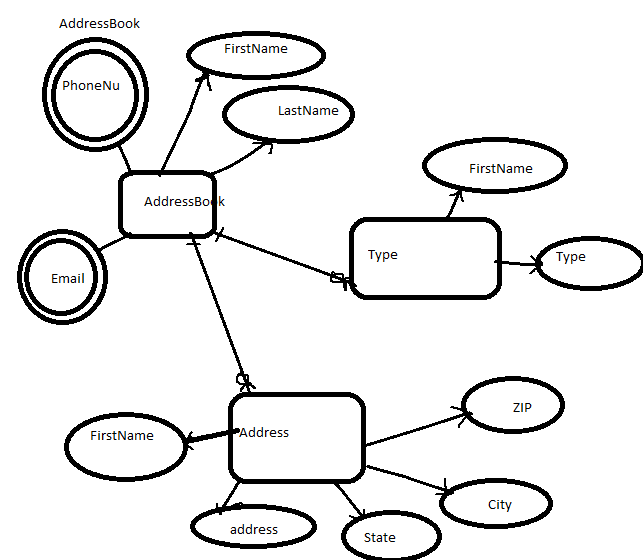 AddressBook
FirstName
PhoneNu
LastName
FirstName
AddressBook
Type
Type
Email
ZIP
FirstName
Address
City
address
State